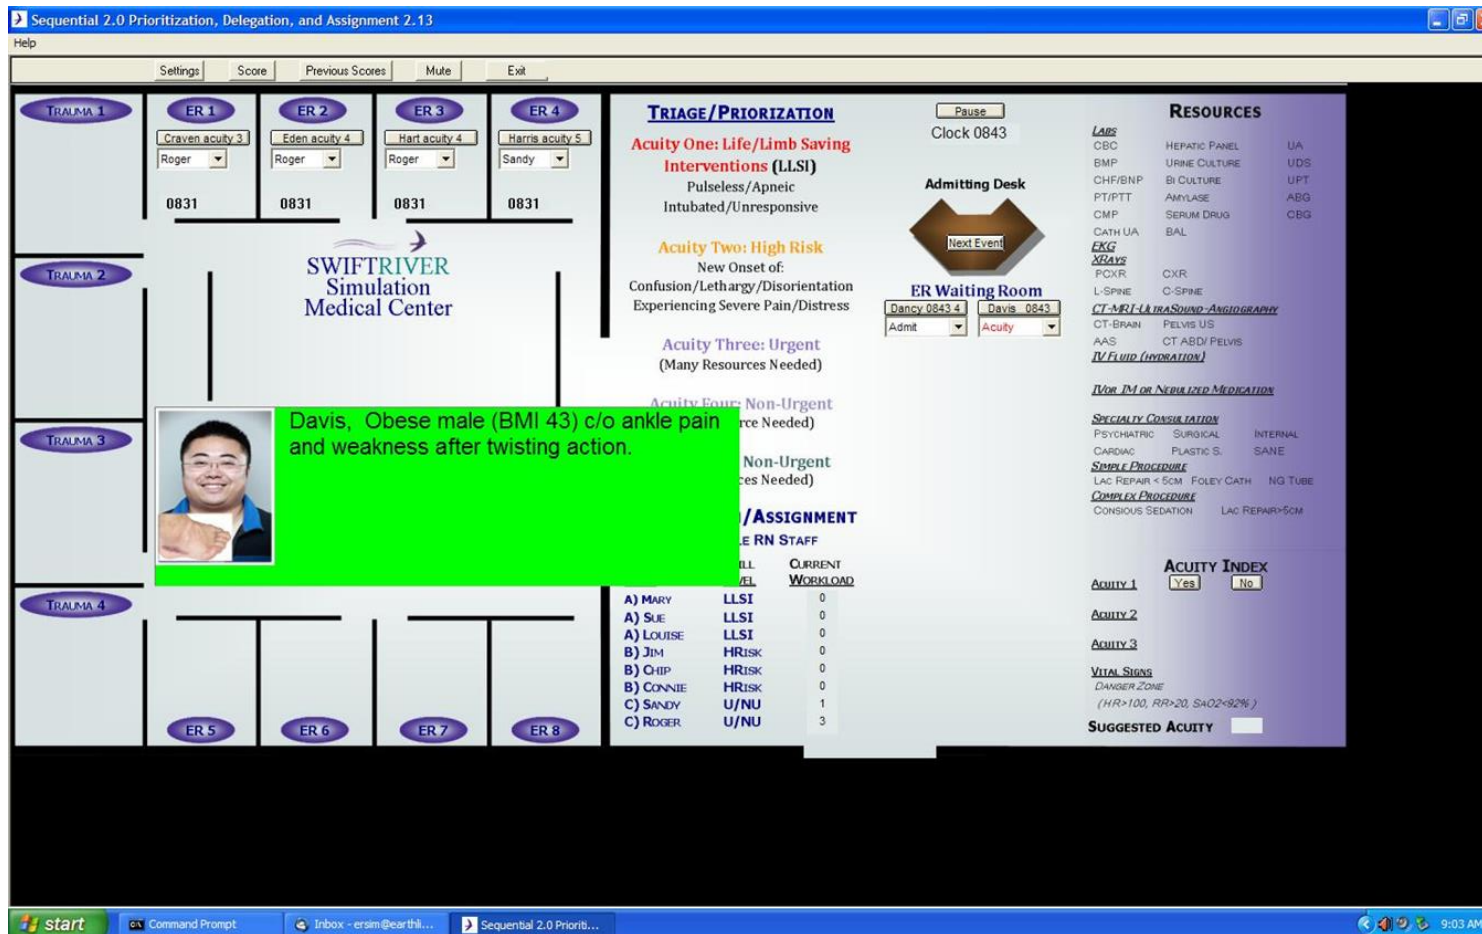 Sequential 2.0 Prioritization, Delegation, and Assignment 2.13
Help
Settings Score Previous Scores Mute Exit
TRAUMA 1
ER 1
Craven acuity 3
Roger
0831
ER 2
Eden acuity 4
Roger
0831
ER 3
Hart acuity 4
Roger
0831
ER 4
Harris acuity 5
Sandy
0831
TRAUMA 2
TRAUMA 3
TRAUMA 4
SWIFTRIVER
Simulation
Medical Center
Davis, Obese male (BMI 43) c/o ankle pain
and weakness after twisting action.
ER 5
ER 6
ER 7
ER 8
TRIAGE/PRIORIZATION
Acuity One: Life/Limb Saving
Interventions (LLSI)
Pulseless/Apneic
Intubated/Unresponsive
Acuity Two: High Risk
New Onset of:
Confusion/Lethargy/Disorientation
Experiencing Severe Pain/Distress
Acuity Three: Urgent
(Many Resources Needed)
Acuity Four: Non-Urgent
Needed)
Non-Urgent
Needed)
/ASSIGNMENT
RN STAFF
CURRENT
WORKLOAD
A) MARY LLSI 0
A) SUE LLSI 0
A) LOUISE LLSI 0
B) JIM HRISK 0
B) CHIP HRISK 0
B) CONNIE HRISK 0
C) SANDY U/NU 1
C) ROGER U/NU 3
Pause
Clock 0843
Admitting Desk
Next Event
ER Waiting Room
Dancy 0843 4 Davis 0843
Admit Acuity
RESOURCES
LABS
CBC HEPATIC PANEL UA
BMP URINE CULTURE UDS
CHF/BNP BI CULTURE UPT
PT/PTT AMYLASE ABG
CMP SERUM DRUG CBG
CATH UA BAL
EKG
XRAYS
PCXR CXR
L-SPINE C-SPINE
CT-MRI-ULTRASOUND-ANGIOGRAPHY
CT-BRAIN PELVIS US
AAS CT ABD/ PELVIS
IV FLUID (HYDRATION)
IV OR IM OR NEBULIZED MEDICATION
SPECIALTY CONSULTATION
PSYCHIATRIC SURGICAL INTERNAL
CARDIAC PLASTIC S. SANE
SIMPLE PROCEDURE
LAC REPAIR < 5CM FOLEY CATH NG TUBE
COMPLEX PROCEDURE
CONSIOUS SEDATION LAC REPAIR>5CM
ACUITY INDEX
ACUITY 1 Yes No
ACUITY 2
ACUITY 3
VITAL SIGNS
DANGER ZONE
(HR>100, RR>20, SAO2<92% )
SUGGESTED ACUITY
start
Command Prompt
Inbox - ersim@earthli...
Sequential 2.0 Prioriti...
9:03 AM